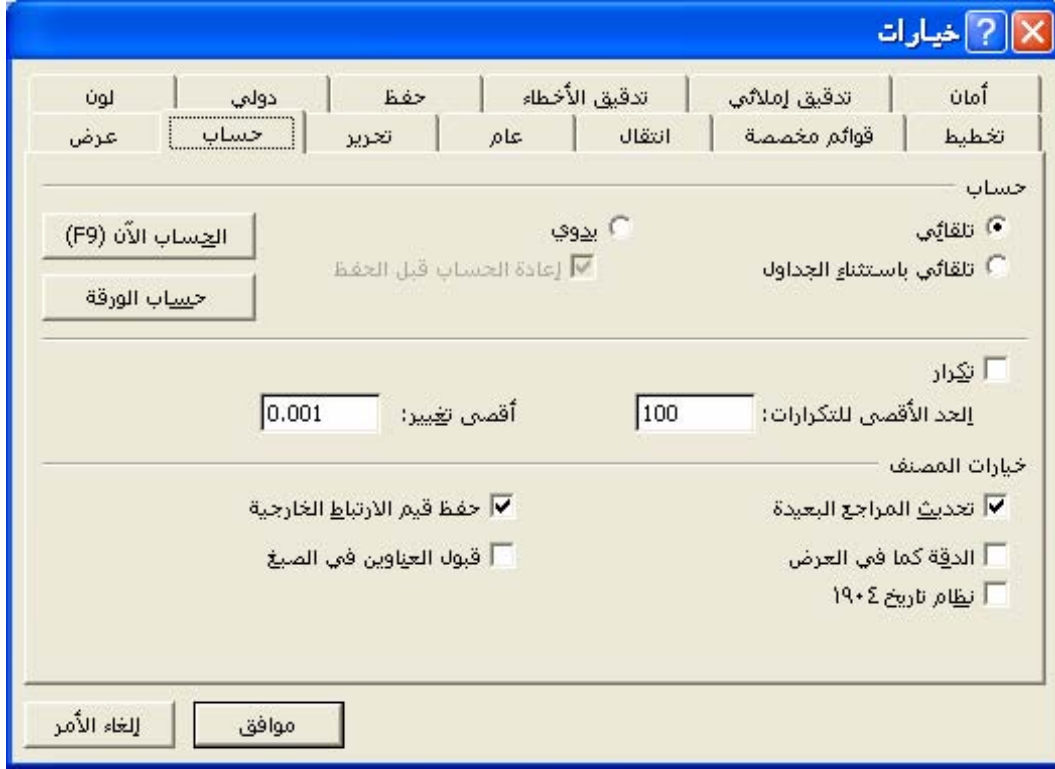 خيارات
أمان تدقيق إملائي تدقيق الأخطاء حفظ دولي لون
تخطيط قوائم مخصصة انتقال عام تحرير حساب عرض
حساب
تلقائي يدوي الحساب الآن (F9)
تلقائي باستثناء الجداول إعادة الحساب قبل الحفظ
حساب الورقة
تكرار
الحد الأقصى للتكرارات: 100 أقصى تغيير: 0.001
خيارات المصنف
تحديث المراجع البعيدة حفظ قيم الارتباط الخارجية
الدقة كما في العرض قبول العناوين في الصيغ
نظام تاريخ ١٩٠٤
موافق إلغاء الأمر